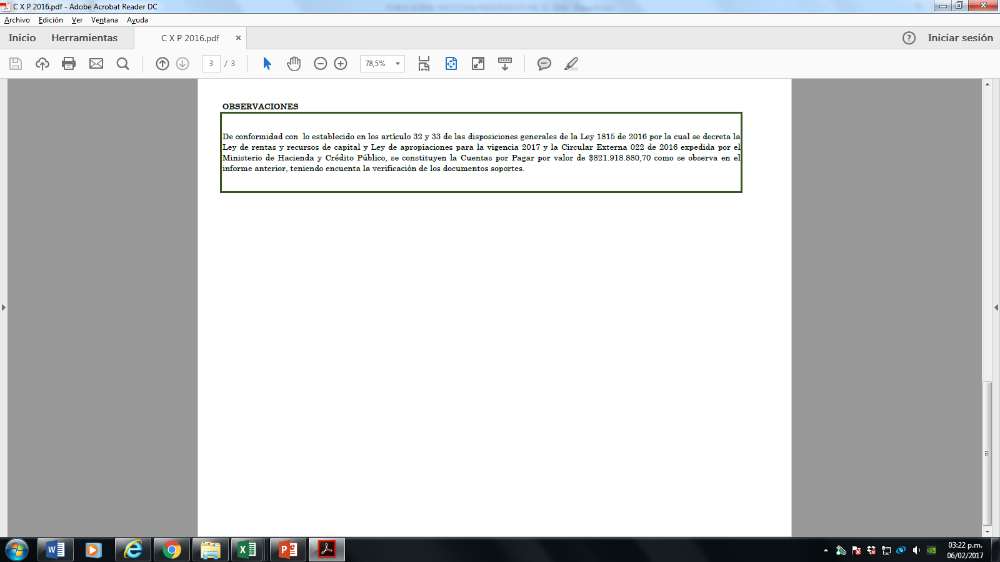 C X P 2016.pdf - Adobe Acrobat Reader DC
Archivo Edición Ver Ventana Ayuda
Inicio Herramientas C X P 2016.pdf × ? Iniciar sesión
3 / 3 78,5%
OBSERVACIONES
De conformidad con lo establecido en los artículo 32 y 33 de las disposiciones generales de la Ley 1815 de 2016 por la cual se decreta la
Ley de rentas y recursos de capital y Ley de apropiaciones para la vigencia 2017 y la Circular Externa 022 de 2016 expedida por el
Ministerio de Hacienda y Crédito Público, se constituyen la Cuentas por Pagar por valor de $821.918.880,70 como se observa en el
informe anterior, teniendo encuenta la verificación de los documentos soportes.
03:22 p.m.
06/02/2017